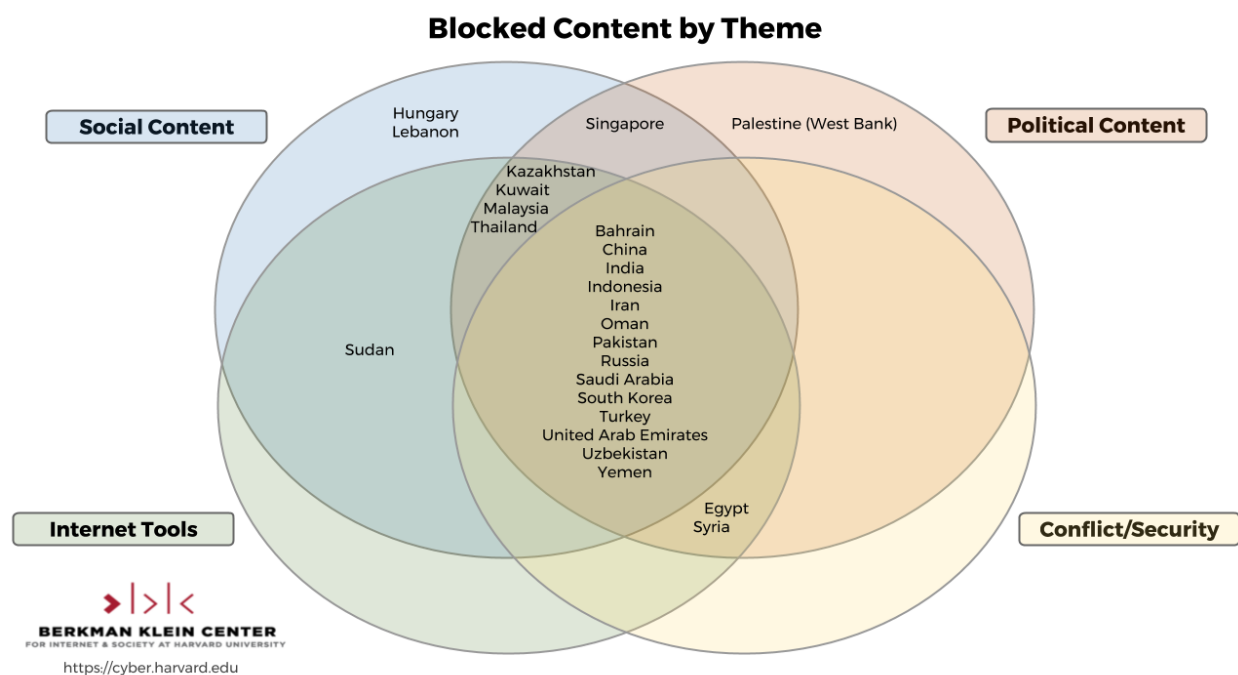 Blocked Content by Theme
Social Content
Hungary
Lebanon
Singapore
Palestine (West Bank)
Political Content
Kazakhstan
Kuwait
Malaysia
Thailand
Bahrain
China
India
Indonesia
Iran
Oman
Pakistan
Russia
Saudi Arabia
South Korea
Turkey
United Arab Emirates
Uzbekistan
Yemen
Sudan
Egypt
Syria
Internet Tools
Conflict/Security
BERKMAN KLEIN CENTER
FOR INTERNET & SOCIETY AT HARVARD UNIVERSITY
https://cyber.harvard.edu